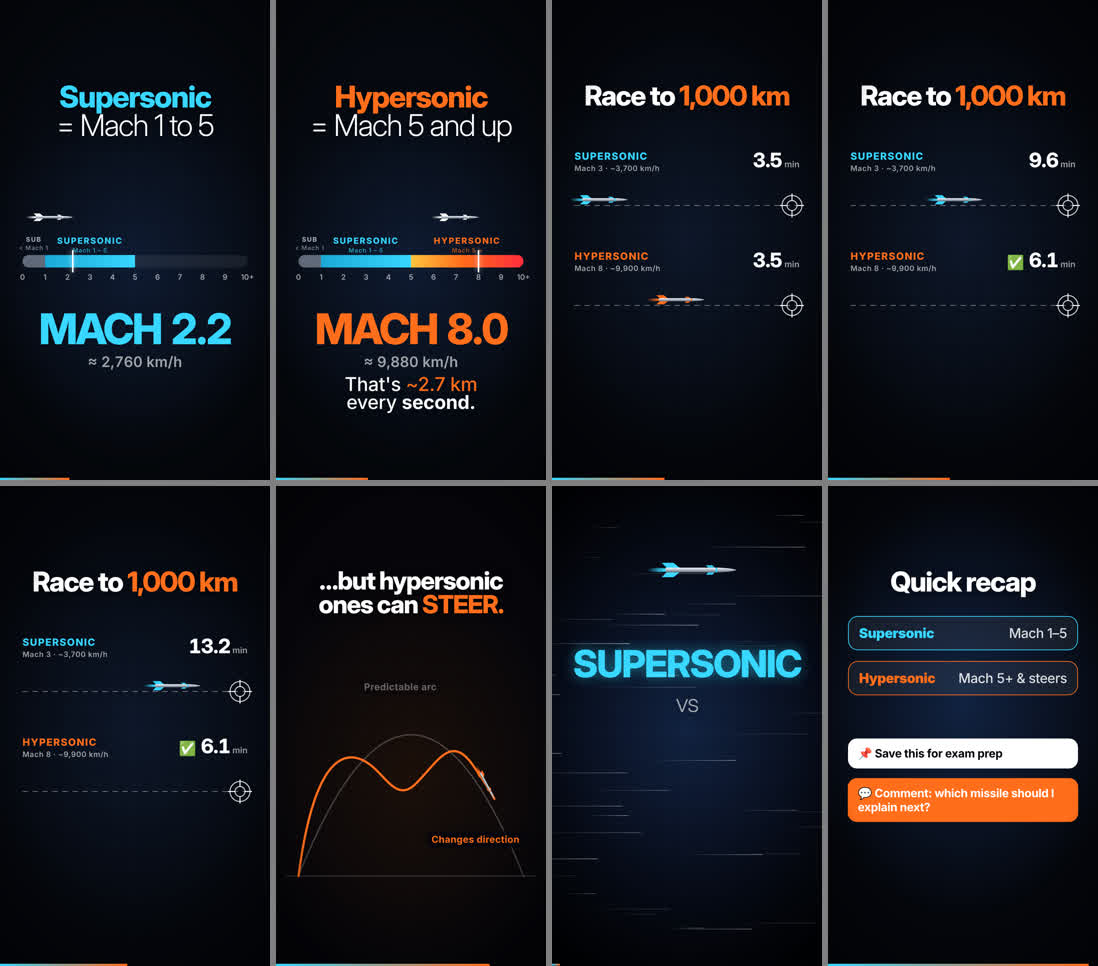 Supersonic
= Mach 1 to 5
SUB
‹ Mach 1
SUPERSONIC
Mach 1 – 5
0 1 2 3 4 5 6 7 8 9 10+
MACH 2.2
≈ 2,760 km/h
Hypersonic
= Mach 5 and up
SUB
‹ Mach 1
SUPERSONIC
Mach 1 – 5
HYPERSONIC
Mach 5
0 1 2 3 4 5 6 7 8 9 10+
MACH 8.0
≈ 9,880 km/h
That's ~2.7 km
every second.
Race to 1,000 km
SUPERSONIC
Mach 3 · ~3,700 km/h
3.5 min
HYPERSONIC
Mach 8 · ~9,900 km/h
3.5 min
Race to 1,000 km
SUPERSONIC
Mach 3 · ~3,700 km/h
9.6 min
HYPERSONIC
Mach 8 · ~9,900 km/h
✅ 6.1 min
Race to 1,000 km
SUPERSONIC
Mach 3 · ~3,700 km/h
13.2 min
HYPERSONIC
Mach 8 · ~9,900 km/h
✅ 6.1 min
...but hypersonic
ones can STEER.
Predictable arc
Changes direction
SUPERSONIC
VS
Quick recap
Supersonic Mach 1–5
Hypersonic Mach 5+ & steers
📌 Save this for exam prep
💬 Comment: which missile should I
explain next?